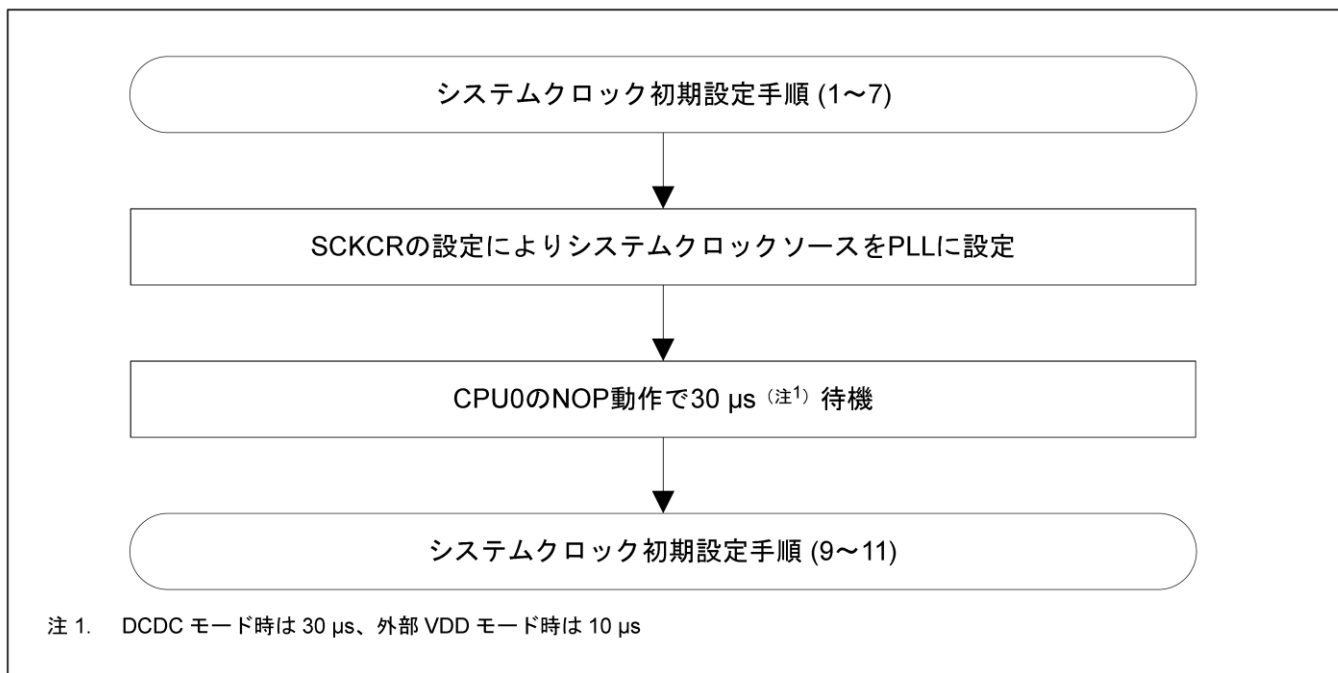 システムクロック初期設定手順 (1～7)
SCKCRの設定によりシステムクロックソースをPLLに設定
CPU0のNOP動作で30 μs（注1）待機
システムクロック初期設定手順 (9～11)
注 1. DCDC モード時は 30 μs、外部 VDD モード時は 10 μs